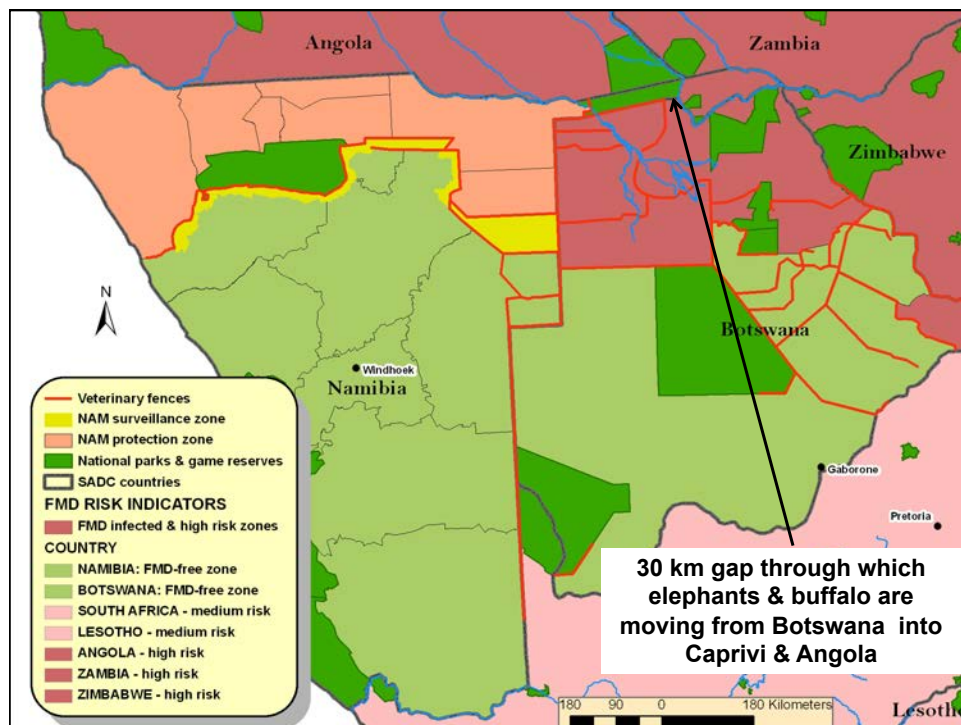 Angola
Zambia
Zimbabwe
N
Botswana
Windhoek
Namibia
Gaborone
Pretoria
Veterinary fences
NAM surveillance zone
NAM protection zone
National parks & game reserves
SADC countries
FMD RISK INDICATORS
FMD infected & high risk zones
COUNTRY
NAMIBIA: FMD-free zone
BOTSWANA: FMD-free zone
SOUTH AFRICA - medium risk
LESOTHO - medium risk
ANGOLA - high risk
ZAMBIA - high risk
ZIMBABWE - high risk
30 km gap through which
elephants & buffalo are
moving from Botswana into
Caprivi & Angola
180 90 0 180 Kilometers
Lesotho